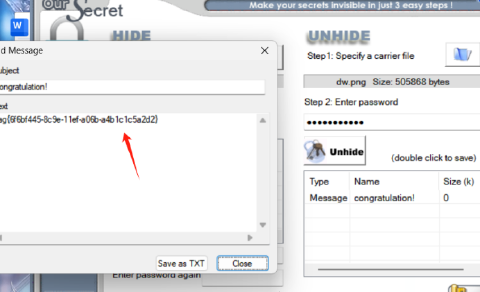 our Secret
Make your secrets invisible in just 3 easy steps !
HIDE
UNHIDE
d Message
ubject
ongratulation!
ext
ag{6f6bf445-8c9e-11ef-a06b-a4b1c1c5a2d2}
Save as TXT
Close
Enter password again
Step1: Specify a carrier file
dw.png Size: 505868 bytes
Step 2: Enter password
•••••••••••
Unhide
(double click to save)
Type Name Size (k)
Message congratulation! 0